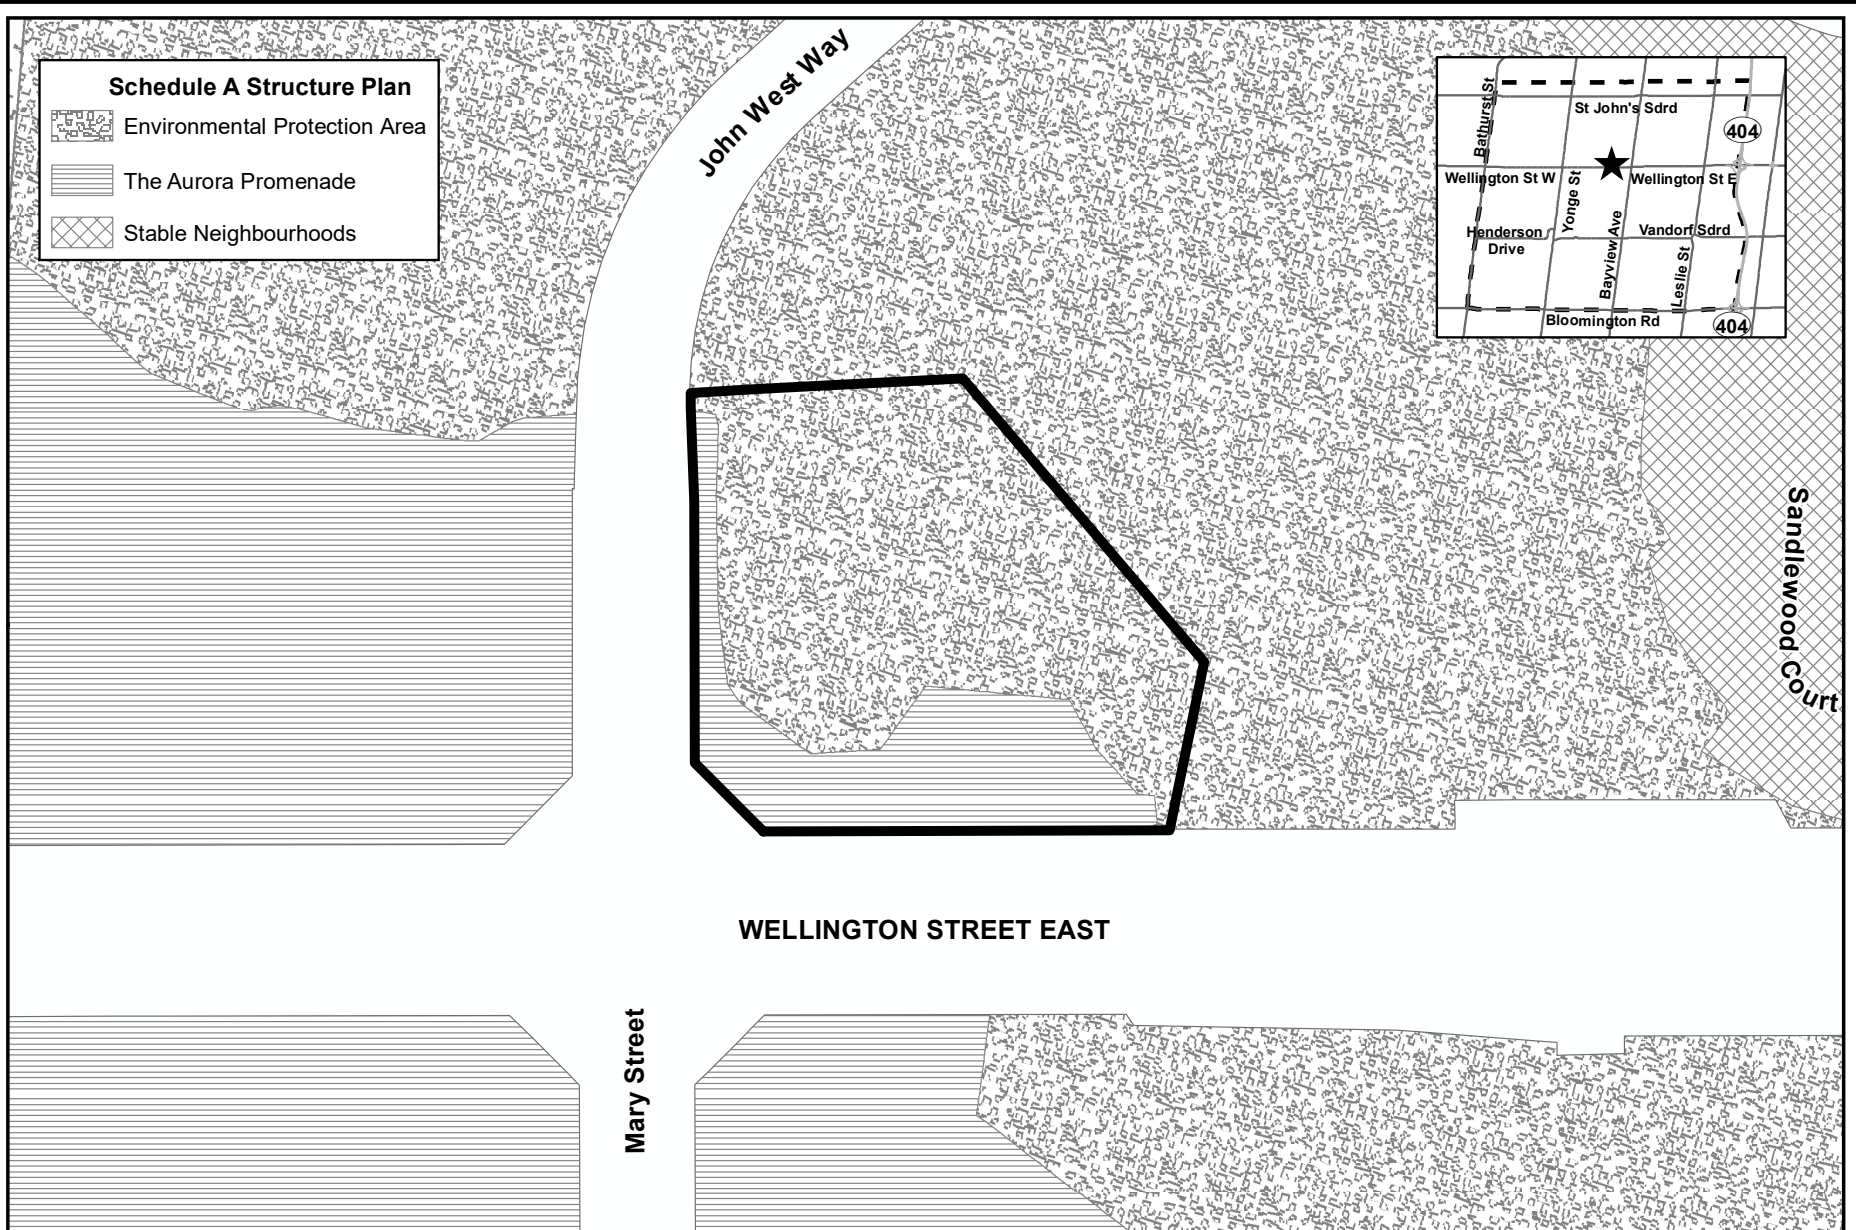 Schedule A Structure Plan
Environmental Protection Area
The Aurora Promenade
Stable Neighbourhoods
John West Way
Bathurst St
St John's Sdrd
404
Wellington St W
Yonge St
Wellington St E
Henderson
Drive
Bayview Ave
Vandorf Sdrd
Leslie St
Bloomington Rd
404
Sandlewood Court
WELLINGTON STREET EAST
Mary Street